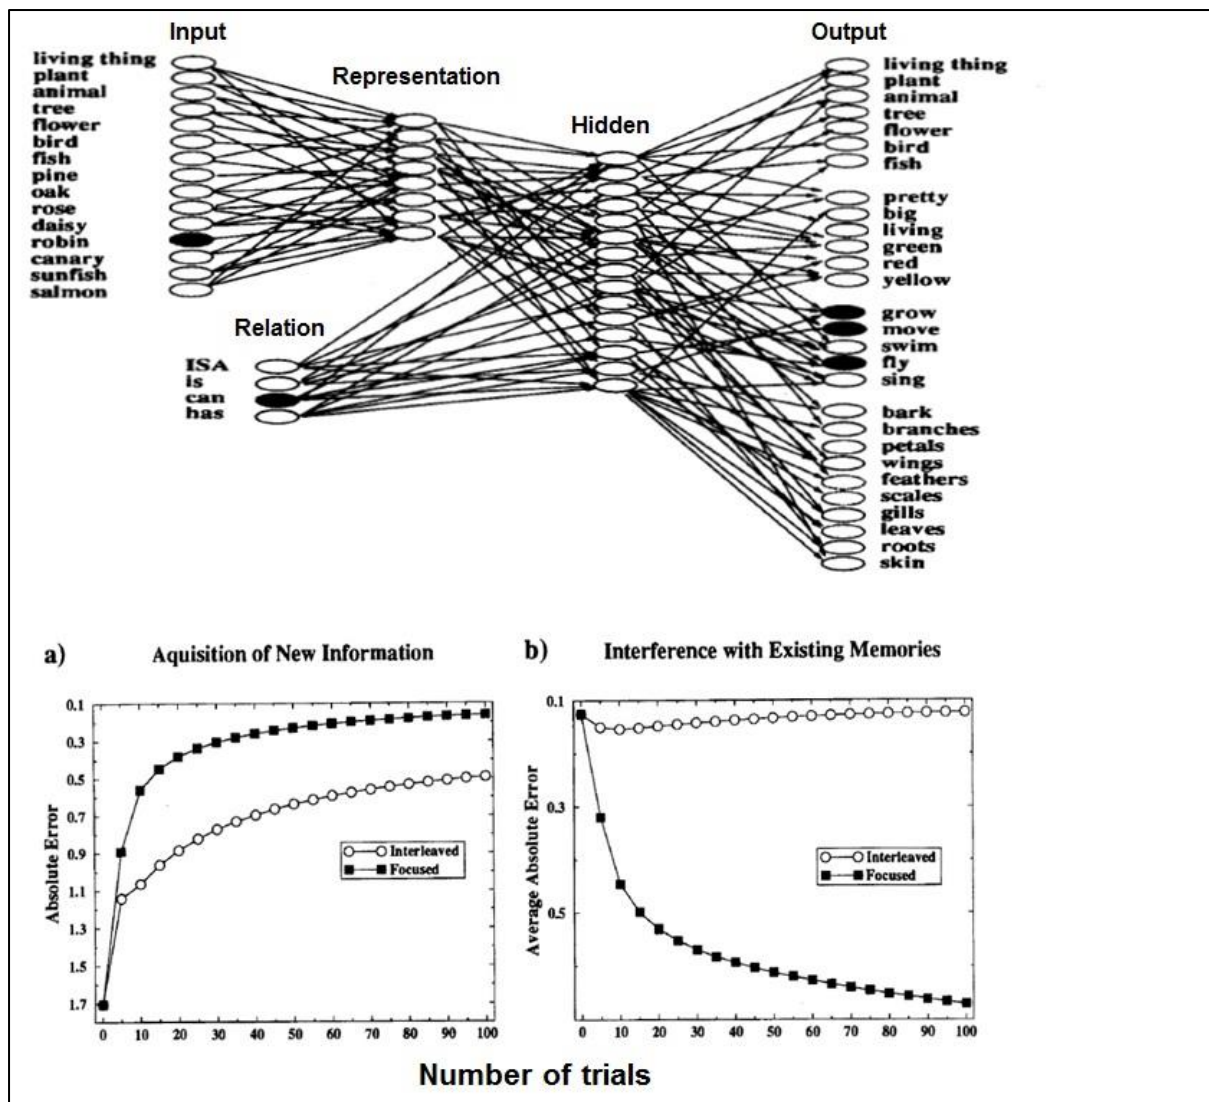 Input
Output
Representation
Hidden
living thing
plant
animal
tree
flower
bird
fish
pine
oak
rose
daisy
robin
canary
sunfish
salmon
Relation
ISA
is
can
has
living thing
plant
animal
tree
flower
bird
fish
pretty
big
living
green
red
yellow
grow
move
swim
fly
sing
bark
branches
petals
wings
feathers
scales
gills
leaves
roots
skin
a) Aquisition of New Information
Absolute Error
0.1
0.3
0.5
0.7
0.9
1.1
1.3
1.5
1.7
Interleaved
Focused
0 10 20 30 40 50 60 70 80 90 100
b) Interference with Existing Memories
Average Absolute Error
0.1
0.3
0.5
Interleaved
Focused
0 10 20 30 40 50 60 70 80 90 100
Number of trials